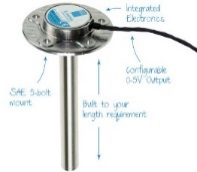 Integrated
Electronics
Configurable
0-5V Output
SAE 5-bolt
mount
Built to your
length requirement